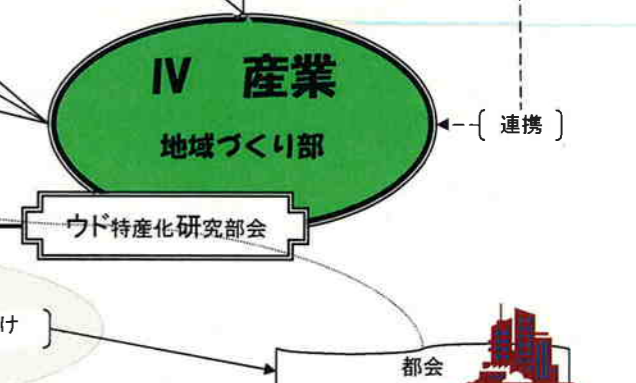 IV 産業
地域づくり部
〔 連携 〕
ウド特産化研究部会
け 〕
都会